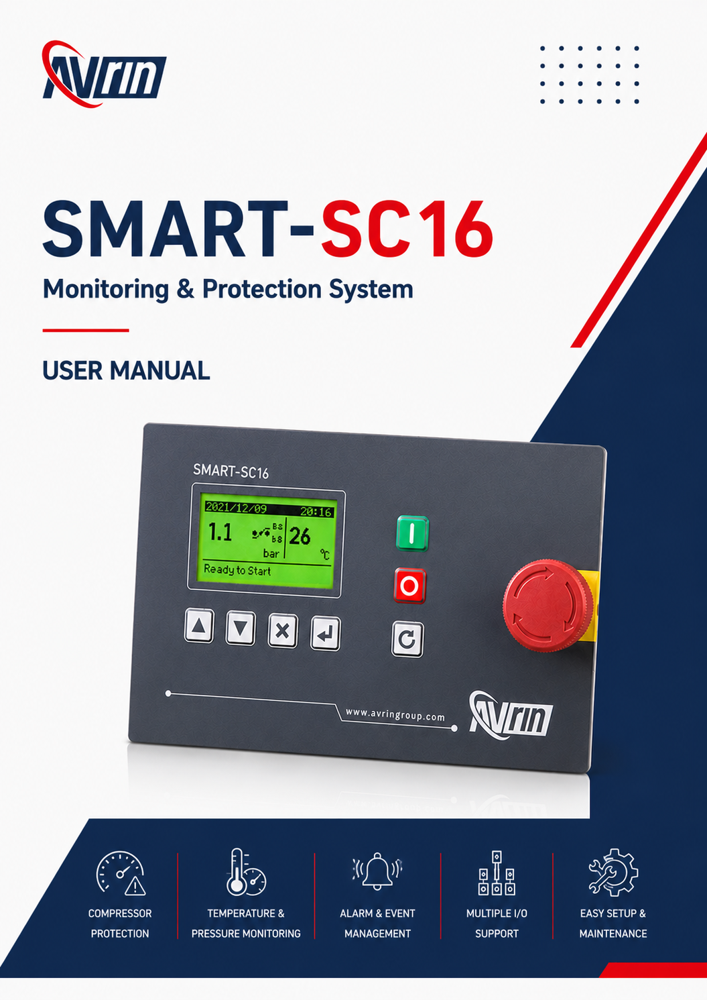 AVrin
SMART-SC16
Monitoring & Protection System
USER MANUAL
SMART-SC16
2021/12/09 20:16
1.1 26
bar °C
Ready to Start
www.avringroup.com
AVrin
COMPRESSOR
PROTECTION
TEMPERATURE &
PRESSURE MONITORING
ALARM & EVENT
MANAGEMENT
MULTIPLE I/O
SUPPORT
EASY SETUP &
MAINTENANCE